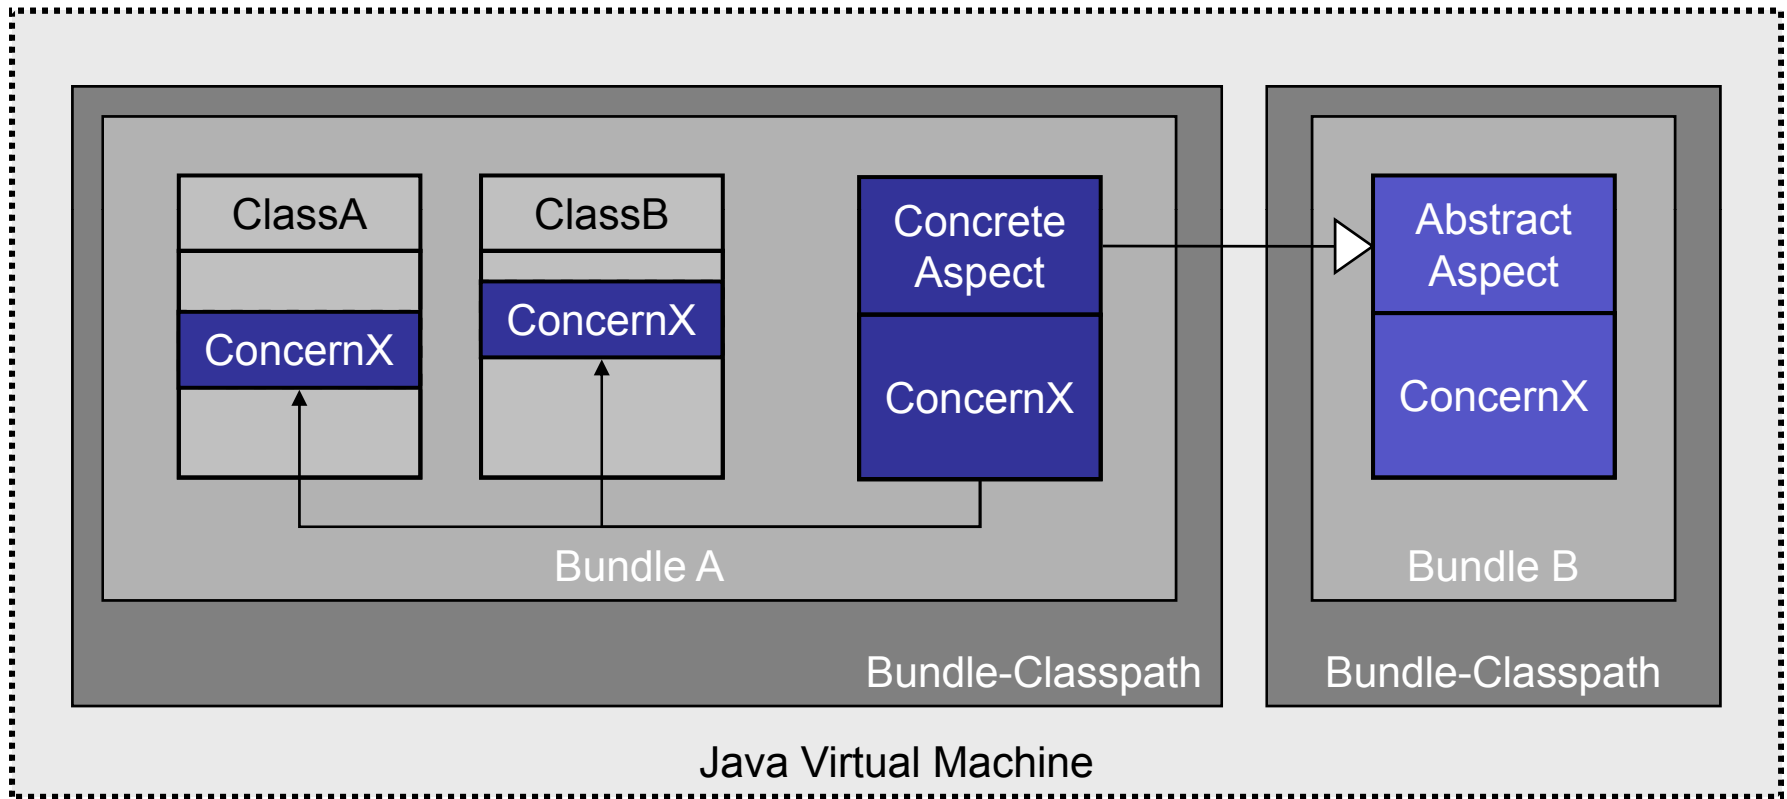 ClassA
ConcernX
ClassB
ConcernX
Concrete
Aspect
ConcernX
Abstract
Aspect
ConcernX
Bundle A
Bundle B
Bundle-Classpath
Bundle-Classpath
Java Virtual Machine